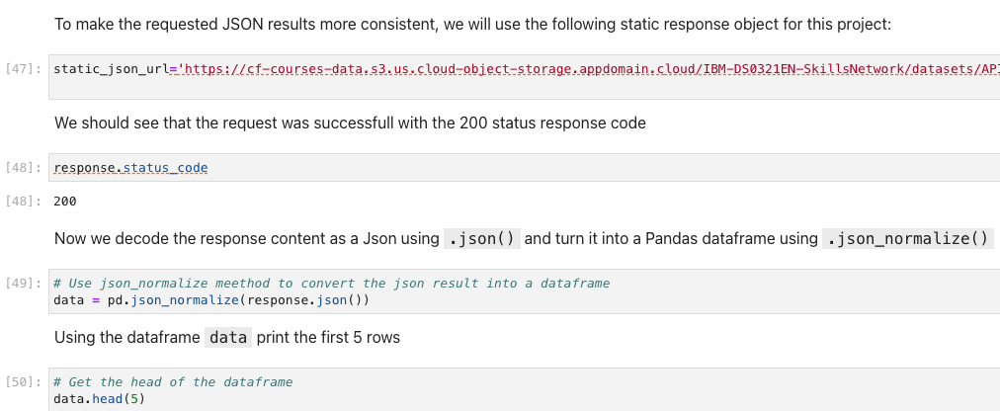 To make the requested JSON results more consistent, we will use the following static response object for this project:
[47]: static_json_url='https://cf-courses-data.s3.us.cloud-object-storage.appdomain.cloud/IBM-DS0321EN-SkillsNetwork/datasets/API
We should see that the request was successfull with the 200 status response code
[48]: response.status_code
[48]: 200
Now we decode the response content as a Json using .json() and turn it into a Pandas dataframe using .json_normalize()
[49]: # Use json_normalize meethod to convert the json result into a dataframe
data = pd.json_normalize(response.json())
Using the dataframe data print the first 5 rows
[50]: # Get the head of the dataframe
data.head(5)